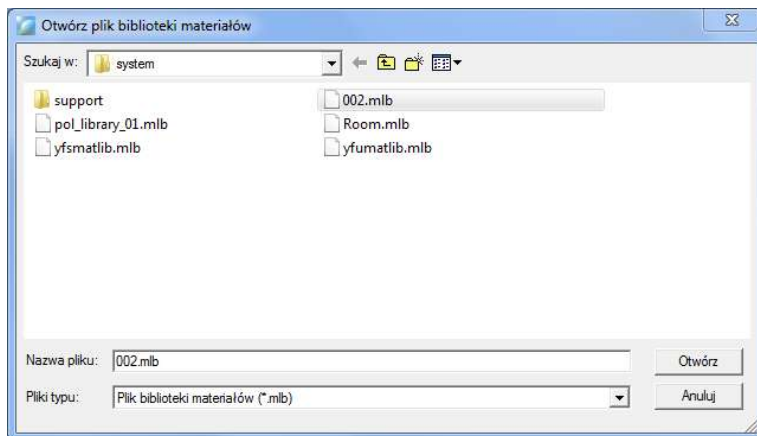 Otwórz plik biblioteki materiałów
Szukaj w: system
support 002.mlb
pol_library_01.mlb Room.mlb
yfsmatlib.mlb yfumatlib.mlb
Nazwa pliku: 002.mlb Otwórz
Pliki typu: Plik biblioteki materiałów (*.mlb) Anuluj